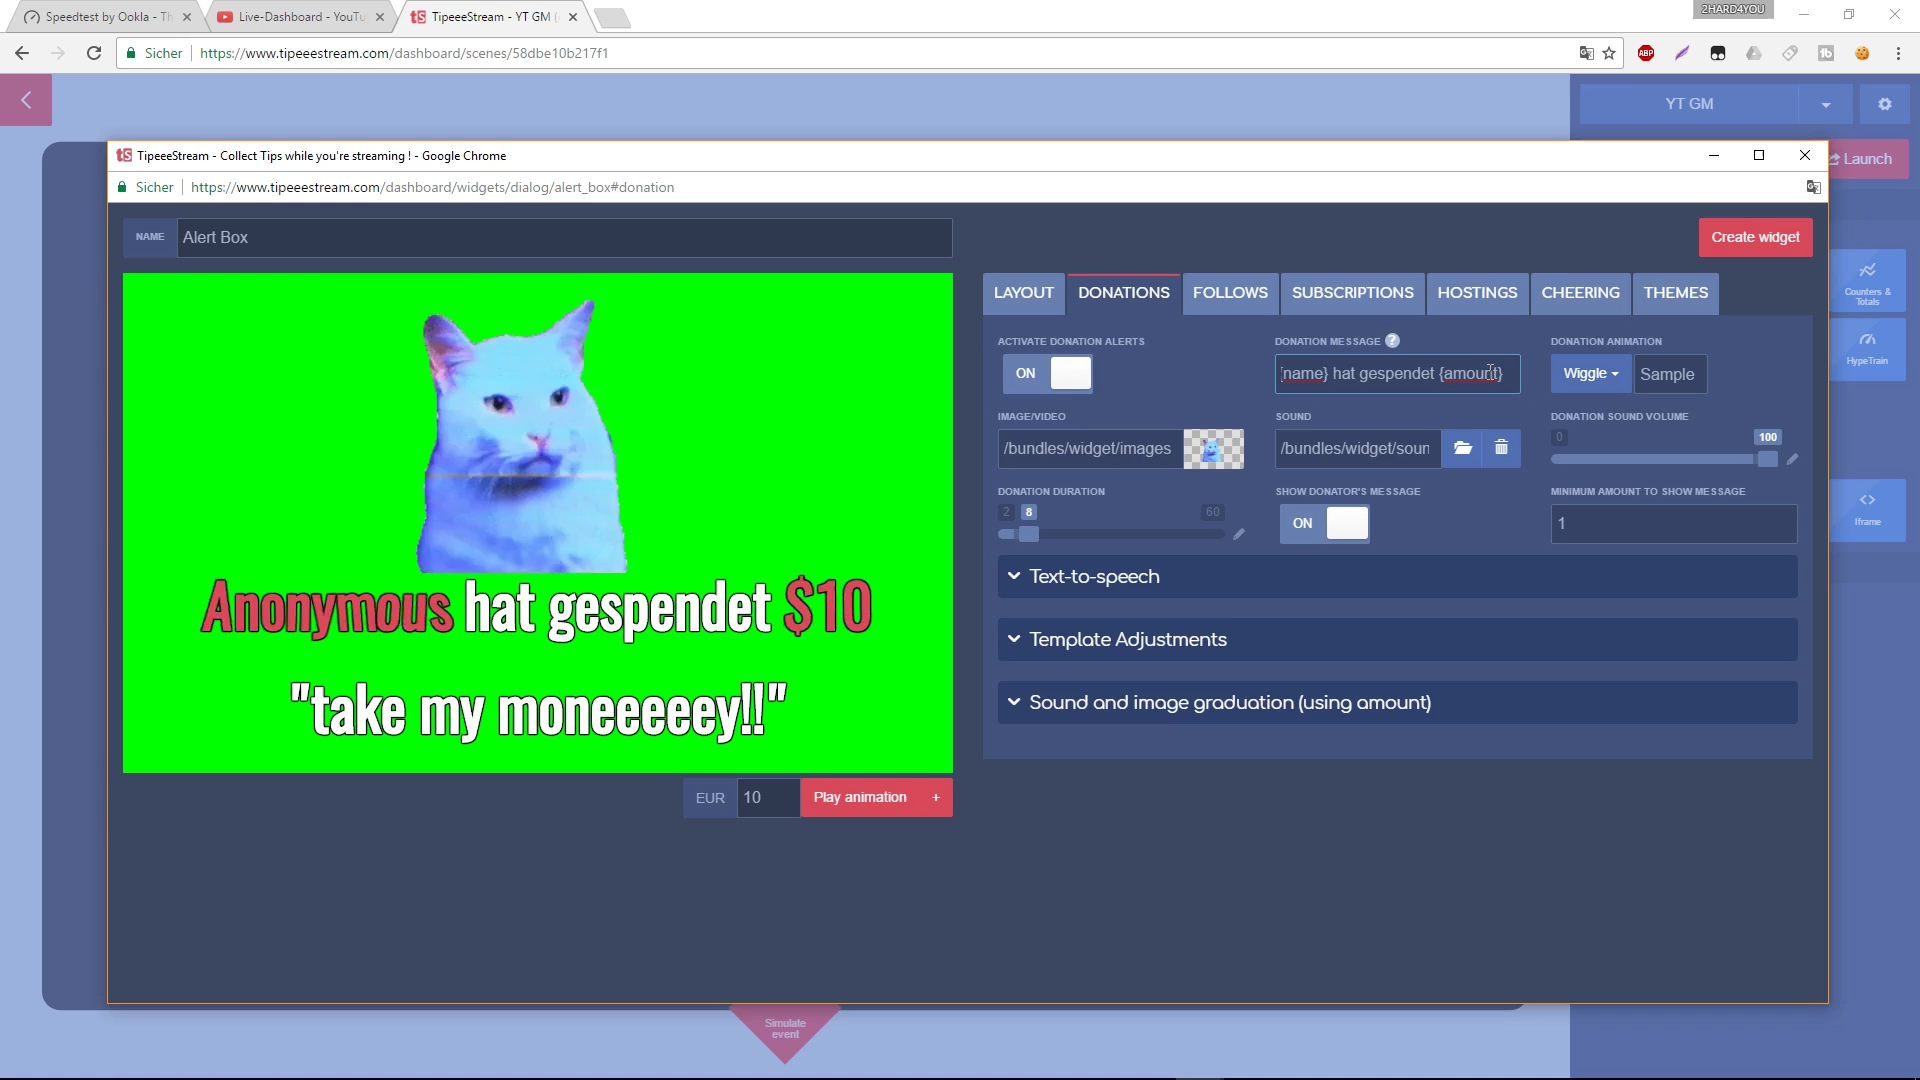 Speedtest by Ookla - Th
Live-Dashboard - YouTu
TipeeeStream - YT GM (
2HARD4YOU
Sicher
https://www.tipeeestream.com/dashboard/scenes/58dbe10b217f1
ABP
YT GM
Launch
TipeeeStream - Collect Tips while you're streaming ! - Google Chrome
Sicher
https://www.tipeeestream.com/dashboard/widgets/dialog/alert_box#donation
NAME
Alert Box
Create widget
LAYOUT
DONATIONS
FOLLOWS
SUBSCRIPTIONS
HOSTINGS
CHEERING
THEMES
Counters &
Totals
HypeTrain
Iframe
ACTIVATE DONATION ALERTS
ON
DONATION MESSAGE ?
{name} hat gespendet {amount}
DONATION ANIMATION
Wiggle
Sample
IMAGE/VIDEO
/bundles/widget/images
SOUND
/bundles/widget/soun
DONATION SOUND VOLUME
0
100
DONATION DURATION
2
8
60
SHOW DONATOR'S MESSAGE
ON
MINIMUM AMOUNT TO SHOW MESSAGE
1
Text-to-speech
Template Adjustments
Sound and image graduation (using amount)
Anonymous hat gespendet $10
"take my moneeeeey!!"
EUR
10
Play animation +
Simulate
event